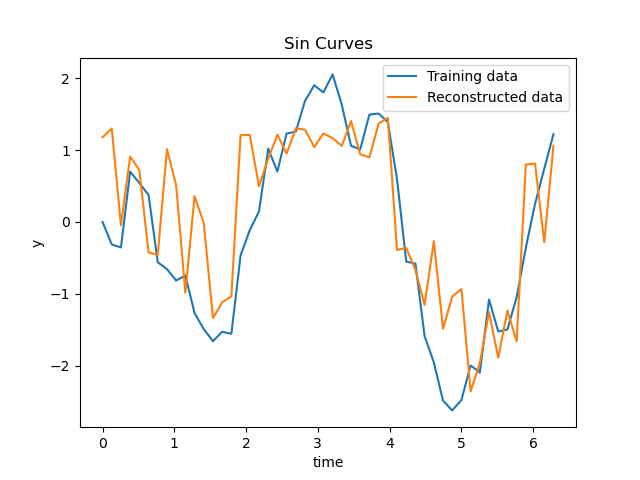 Sin Curves
Training data
Reconstructed data
2
1
0
−1
−2
y
0 1 2 3 4 5 6
time